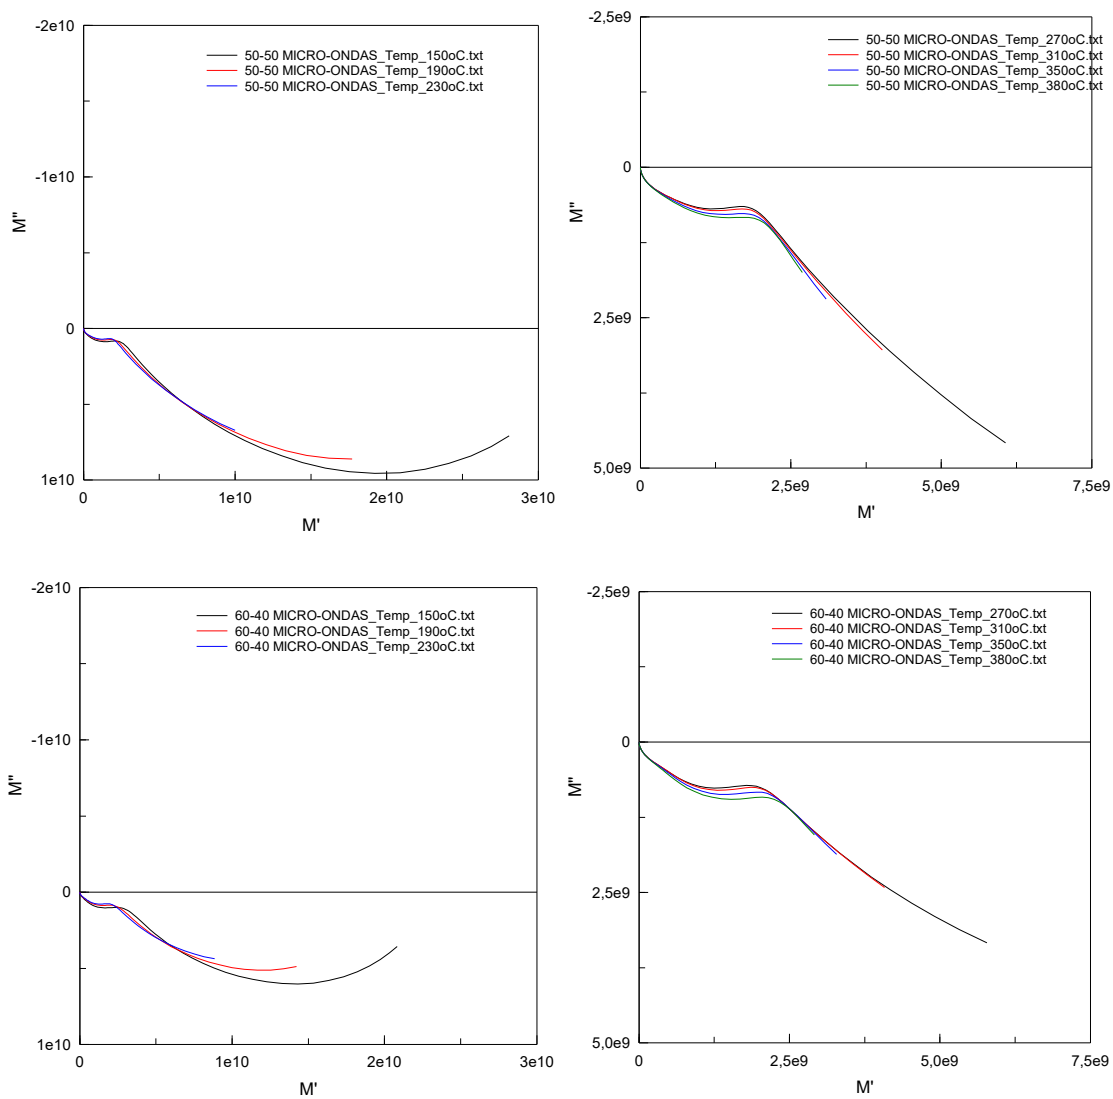 -2e10
50-50 MICRO-ONDAS_Temp_150oC.txt
50-50 MICRO-ONDAS_Temp_190oC.txt
50-50 MICRO-ONDAS_Temp_230oC.txt
-1e10
M''
0
1e10
0
1e10
2e10
3e10
M'
-2,5e9
50-50 MICRO-ONDAS_Temp_270oC.txt
50-50 MICRO-ONDAS_Temp_310oC.txt
50-50 MICRO-ONDAS_Temp_350oC.txt
50-50 MICRO-ONDAS_Temp_380oC.txt
0
M''
2,5e9
5,0e9
0
2,5e9
5,0e9
7,5e9
M'
-2e10
60-40 MICRO-ONDAS_Temp_150oC.txt
60-40 MICRO-ONDAS_Temp_190oC.txt
60-40 MICRO-ONDAS_Temp_230oC.txt
-1e10
M''
0
1e10
0
1e10
2e10
3e10
M'
-2,5e9
60-40 MICRO-ONDAS_Temp_270oC.txt
60-40 MICRO-ONDAS_Temp_310oC.txt
60-40 MICRO-ONDAS_Temp_350oC.txt
60-40 MICRO-ONDAS_Temp_380oC.txt
0
M''
2,5e9
5,0e9
0
2,5e9
5,0e9
7,5e9
M'